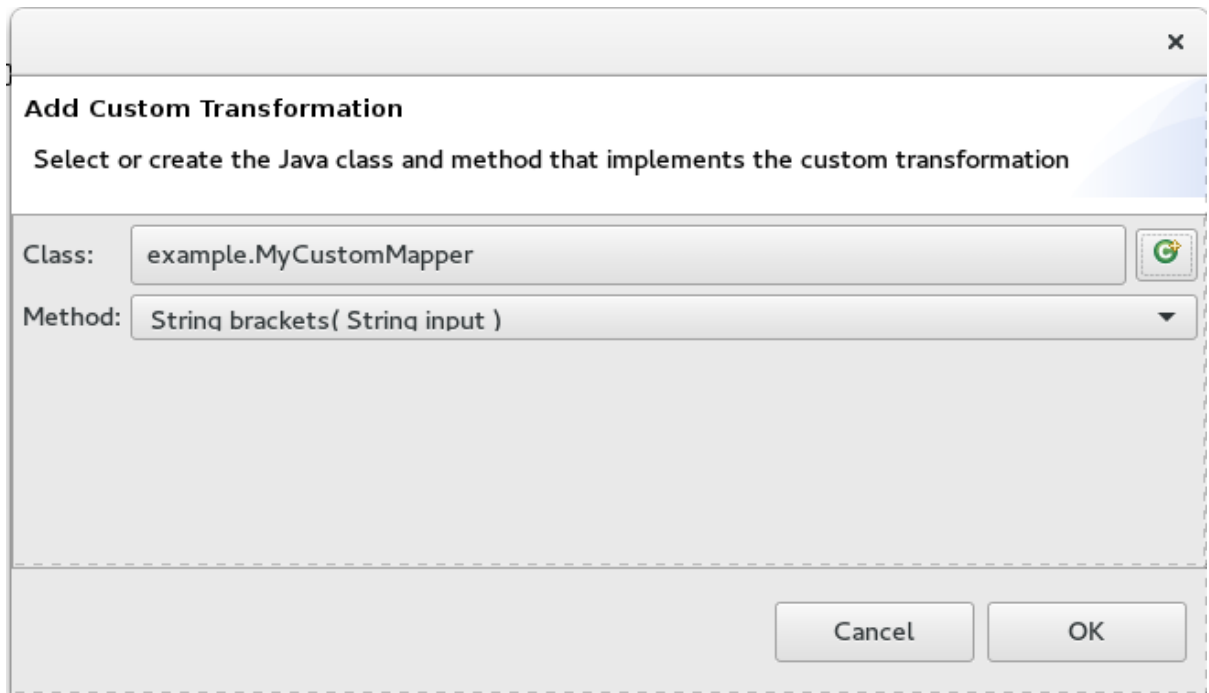 Add Custom Transformation
Select or create the Java class and method that implements the custom transformation
Class: example.MyCustomMapper
Method: String brackets( String input )
Cancel OK